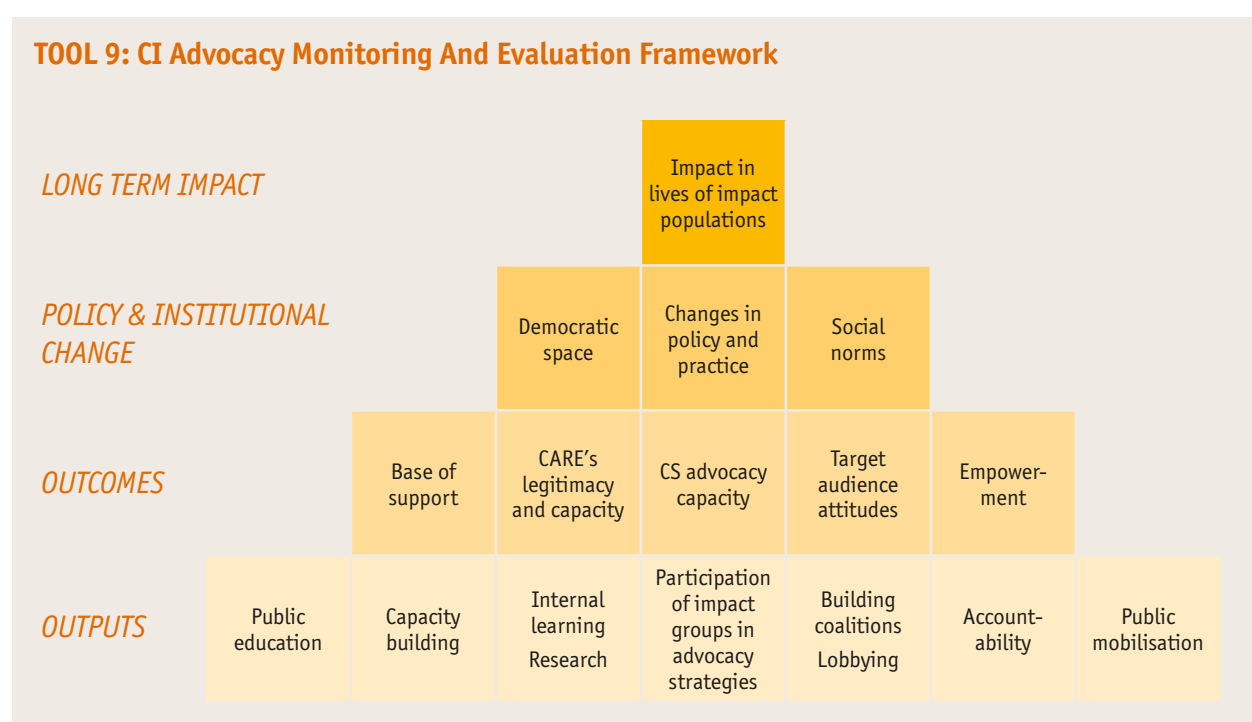 TOOL 9: CI Advocacy Monitoring And Evaluation Framework
LONG TERM IMPACT
Impact in
lives of impact
populations
POLICY & INSTITUTIONAL
CHANGE
Democratic
space
Changes in
policy and
practice
Social
norms
OUTCOMES
Base of
support
CARE's
legitimacy
and capacity
CS advocacy
capacity
Target
audience
attitudes
Empower-
ment
OUTPUTS
Public
education
Capacity
building
Internal
learning
Research
Participation
of impact
groups in
advocacy
strategies
Building
coalitions
Lobbying
Account-
ability
Public
mobilisation